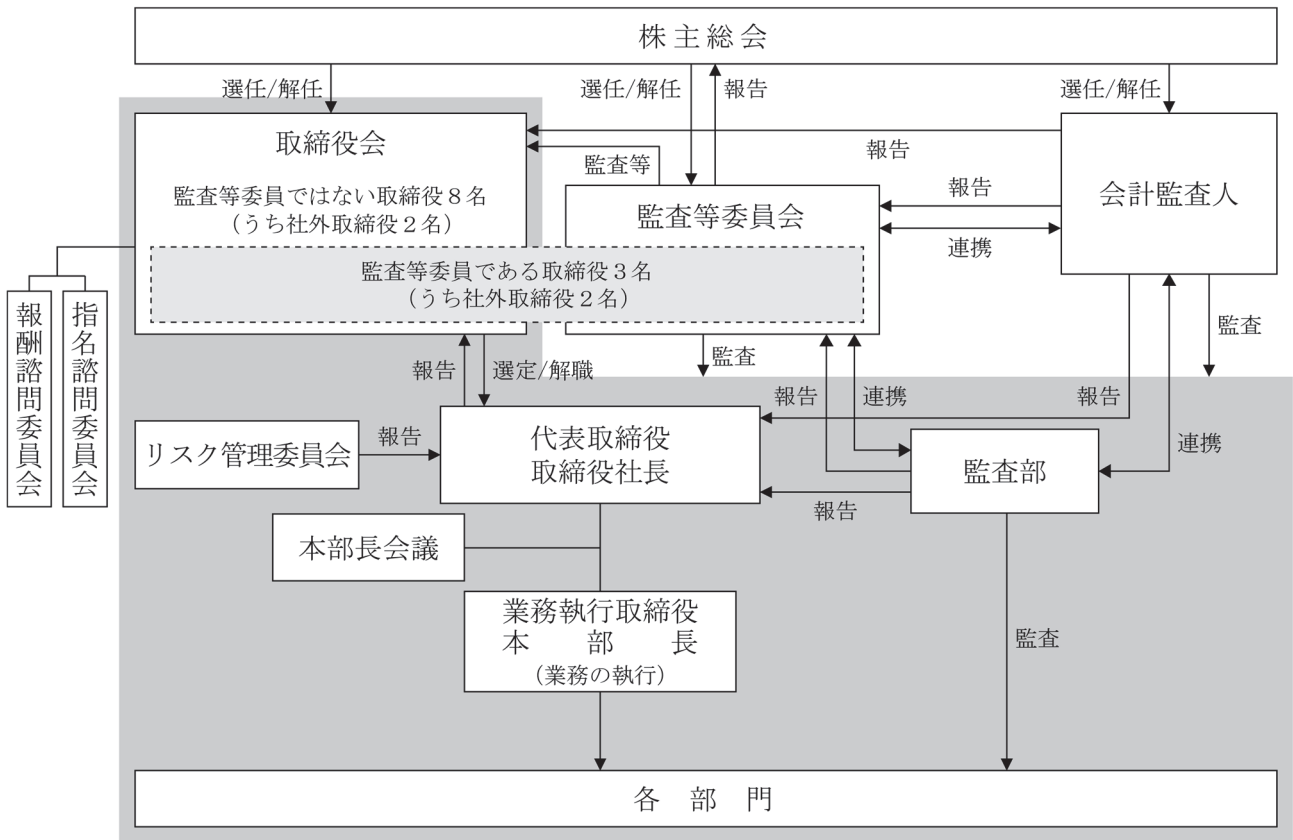 株主総会
選任/解任
選任/解任
報告
選任/解任
取締役会
監査等委員ではない取締役８名
（うち社外取締役２名）
監査等
監査等委員会
報告
報告
連携
会計監査人
監査等委員である取締役３名
（うち社外取締役２名）
報酬諮問委員会
指名諮問委員会
報告
選定/解職
監査
報告
連携
報告
監査
連携
リスク管理委員会
報告
代表取締役
取締役社長
監査部
報告
本部長会議
業務執行取締役
本部長
（業務の執行）
監査
各部門